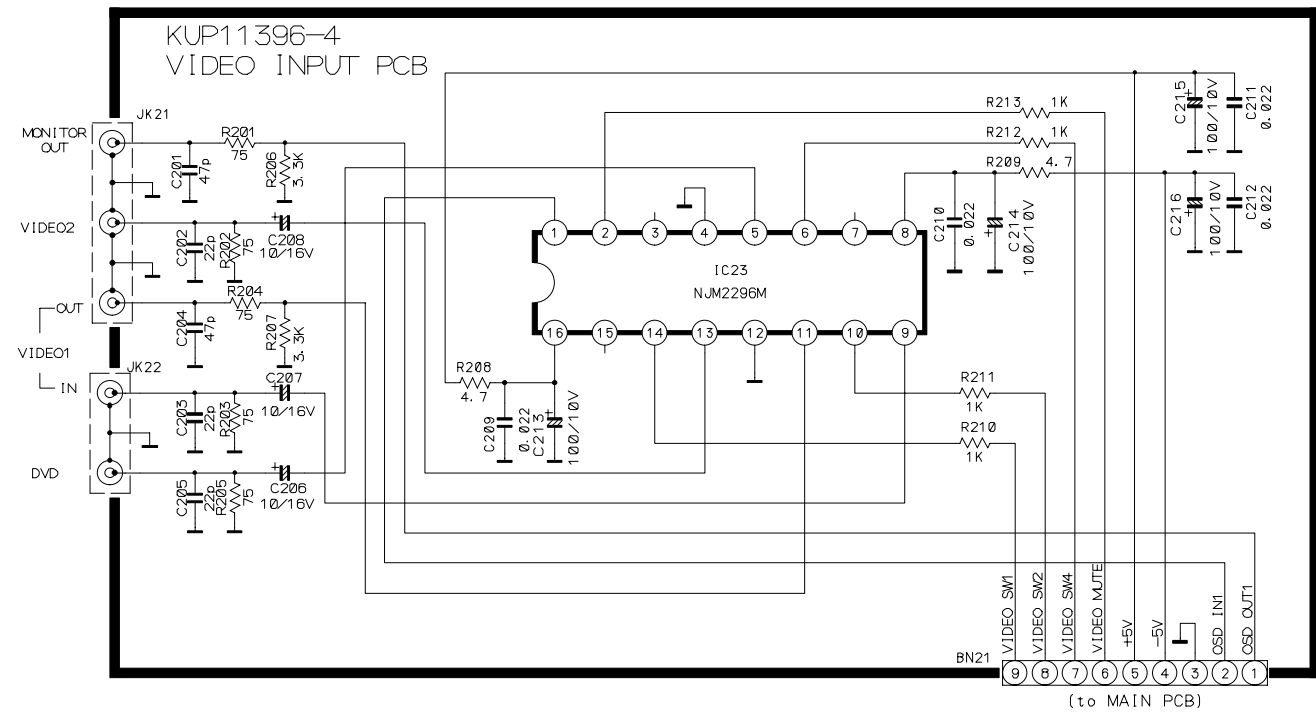 KUP11396-4
VIDEO INPUT PCB
JK21
MONITOR
OUT
R201
75
C201
47p
R206
3.3K
VIDEO2
C202
22p
R202
75
C208
10/16V
OUT
R204
75
C204
47p
R207
3.3K
VIDEO1
IN
JK22
C207
10/16V
C203
22p
R203
75
DVD
C206
10/16V
C205
22p
R205
75
R213 1K
R212 1K
R209 4.7
C215
100/10V
C211
0.022
C210
0.022
C214
100/10V
C216
100/10V
C212
0.022
1 2 3 4 5 6 7 8
IC23
NJM2296M
16 15 14 13 12 11 10 9
R208
4.7
C209
0.022
C213
100/10V
R211
1K
R210
1K
VIDEO SW1
VIDEO SW2
VIDEO SW4
VIDEO MUTE
+5V
-5V
OSD IN1
OSD OUT1
BN21
9 8 7 6 5 4 3 2 1
(to MAIN PCB)